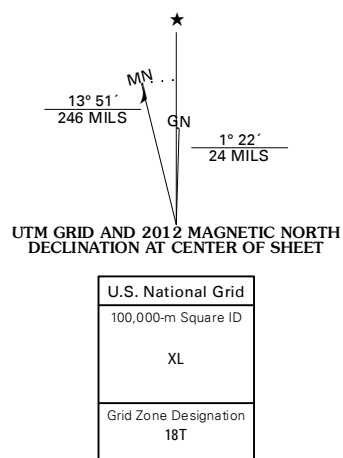 ★
MN
GN
13° 51´
246 MILS
1° 22´
24 MILS
UTM GRID AND 2012 MAGNETIC NORTH
DECLINATION AT CENTER OF SHEET
U.S. National Grid
100,000-m Square ID
XL
Grid Zone Designation
18T